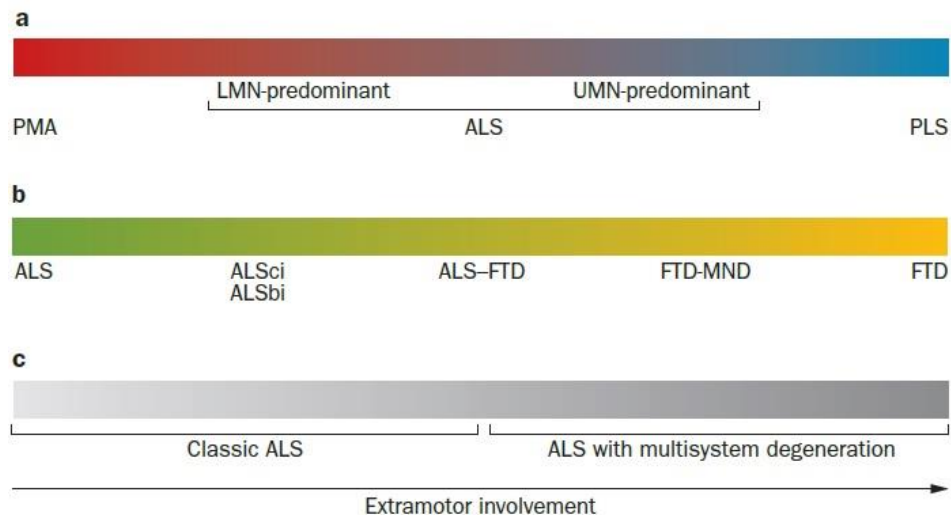 a
LMN-predominant UMN-predominant
PMA ALS PLS
b
ALS ALSci ALS–FTD FTD-MND FTD
ALSbi
c
Classic ALS ALS with multisystem degeneration
Extramotor involvement